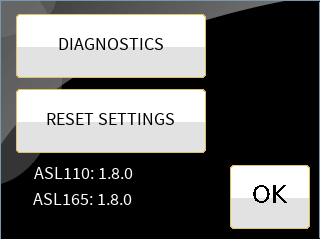 DIAGNOSTICS
RESET SETTINGS
ASL110: 1.8.0
ASL165: 1.8.0
OK